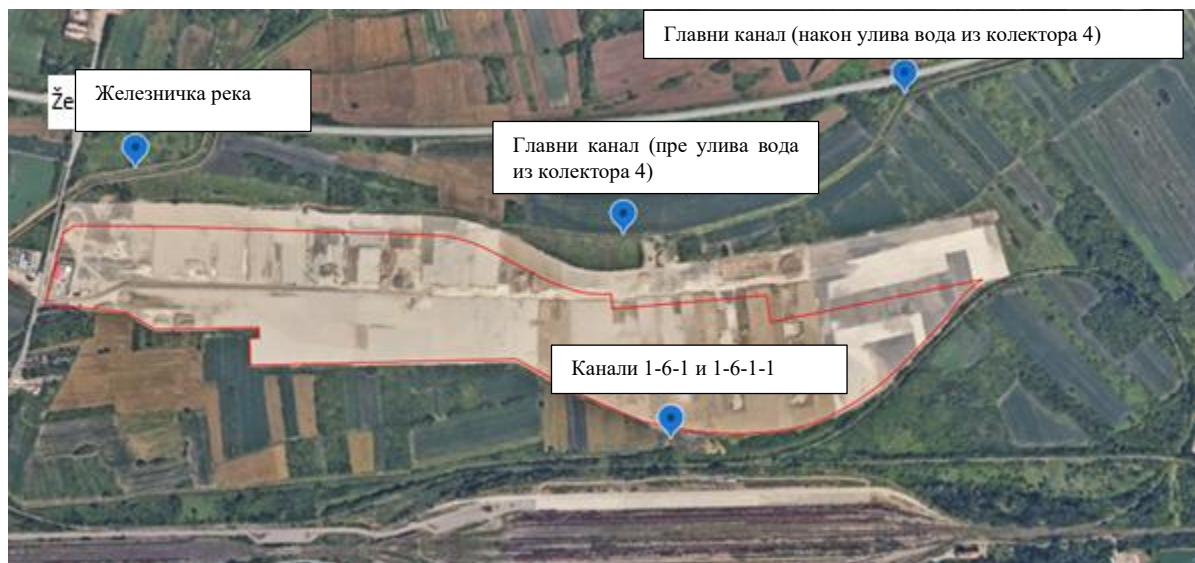 Главни канал (након улива вода из колектора 4)
Že
Железничка река
Главни канал (пре улива вода
из колектора 4)
Канали 1-6-1 и 1-6-1-1